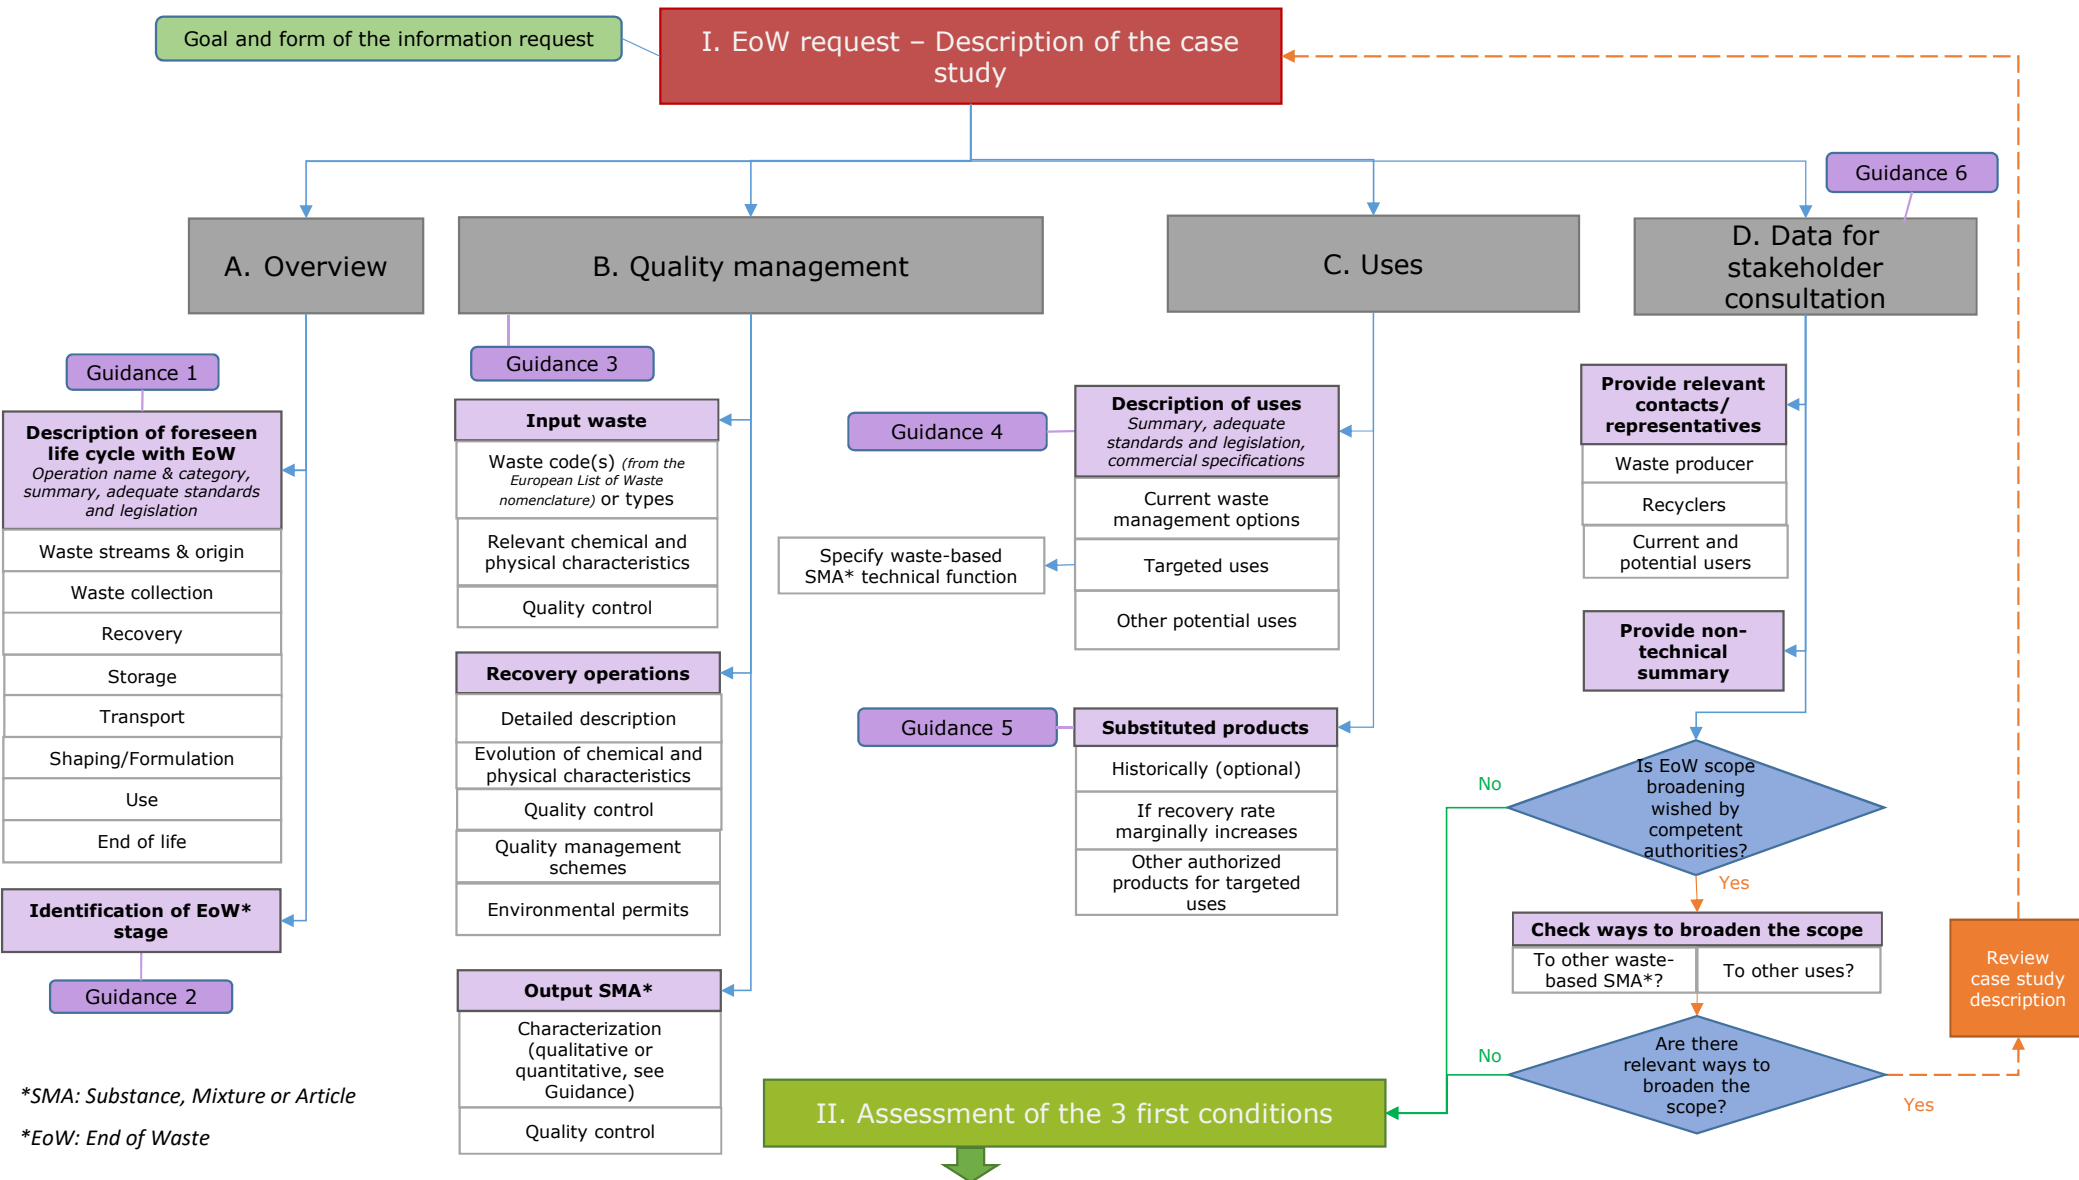 Goal and form of the information request
I. EoW request – Description of the case
study
Guidance 6
A. Overview
B. Quality management
C. Uses
D. Data for
stakeholder
consultation
Guidance 1
Description of foreseen
life cycle with EoW
Operation name & category,
summary, adequate standards
and legislation
Waste streams & origin
Waste collection
Recovery
Storage
Transport
Shaping/Formulation
Use
End of life
Identification of EoW*
stage
Guidance 2
*SMA: Substance, Mixture or Article
*EoW: End of Waste
Guidance 3
Input waste
Waste code(s) (from the
European List of Waste
nomenclature) or types
Relevant chemical and
physical characteristics
Quality control
Recovery operations
Detailed description
Evolution of chemical and
physical characteristics
Quality control
Quality management
schemes
Environmental permits
Output SMA*
Characterization
(qualitative or
quantitative, see
Guidance)
Quality control
Guidance 4
Description of uses
Summary, adequate
standards and legislation,
commercial specifications
Current waste
management options
Specify waste-based
SMA* technical function
Targeted uses
Other potential uses
Guidance 5
Substituted products
Historically (optional)
If recovery rate
marginally increases
Other authorized
products for targeted
uses
Provide relevant
contacts/
representatives
Waste producer
Recyclers
Current and
potential users
Provide non-
technical
summary
Is EoW scope
broadening
wished by
competent
authorities?
No
Yes
Check ways to broaden the scope
To other waste-
based SMA*?
To other uses?
Are there
relevant ways to
broaden the
scope?
No
Yes
Review
case study
description
II. Assessment of the 3 first conditions